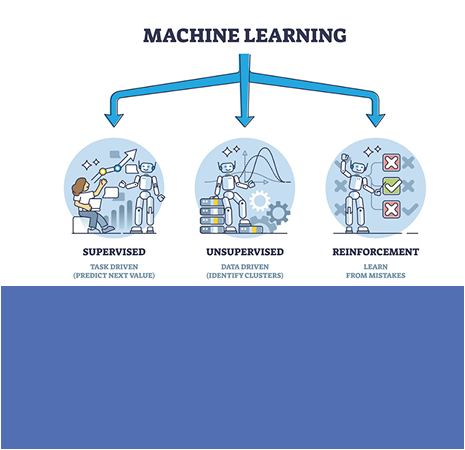 MACHINE LEARNING
SUPERVISED
TASK DRIVEN
(PREDICT NEXT VALUE)
UNSUPERVISED
DATA DRIVEN
(IDENTIFY CLUSTERS)
REINFORCEMENT
LEARN
FROM MISTAKES